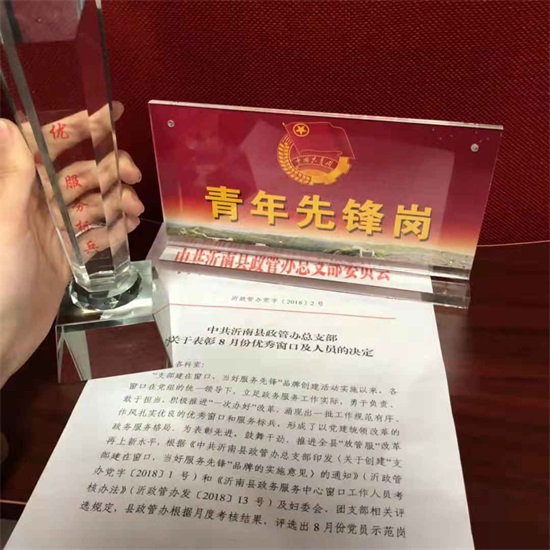 优
服
务
标
兵
中国共青团
青年先锋岗
中共沂南县政管办总支部委员会
沂政管办党字〔2018〕2号
中共沂南县政管办总支部
关于表彰8月份优秀窗口及人员的决定
各科室:
“支部建在窗口、当好服务先锋”品牌创建活动实施以来,各
窗口在党组的统一领导下,立足政务服务工作实际,勇于负责、
敢于担当,积极推进“一次办好”改革,涌现出一批工作规范有序,
作风扎实优良的优秀窗口和服务标兵,形成了以党建统领改革的
政务服务格局。为表彰先进,鼓舞干劲,推进全县“放管服”改革
再上新水平,根据《中共沂南县政管办总支部印发〈关于创建“支
部建在窗口、当好服务先锋”品牌的实施意见〉的通知》(沂政管
办党字〔2018〕1号)和《沂南县政务服务中心窗口工作人员考
核办法》(沂政管办发〔2018〕13号)及妇委会、团支部相关评
选规定,县政管办根据月度考核结果,评选出8月份党员示范岗